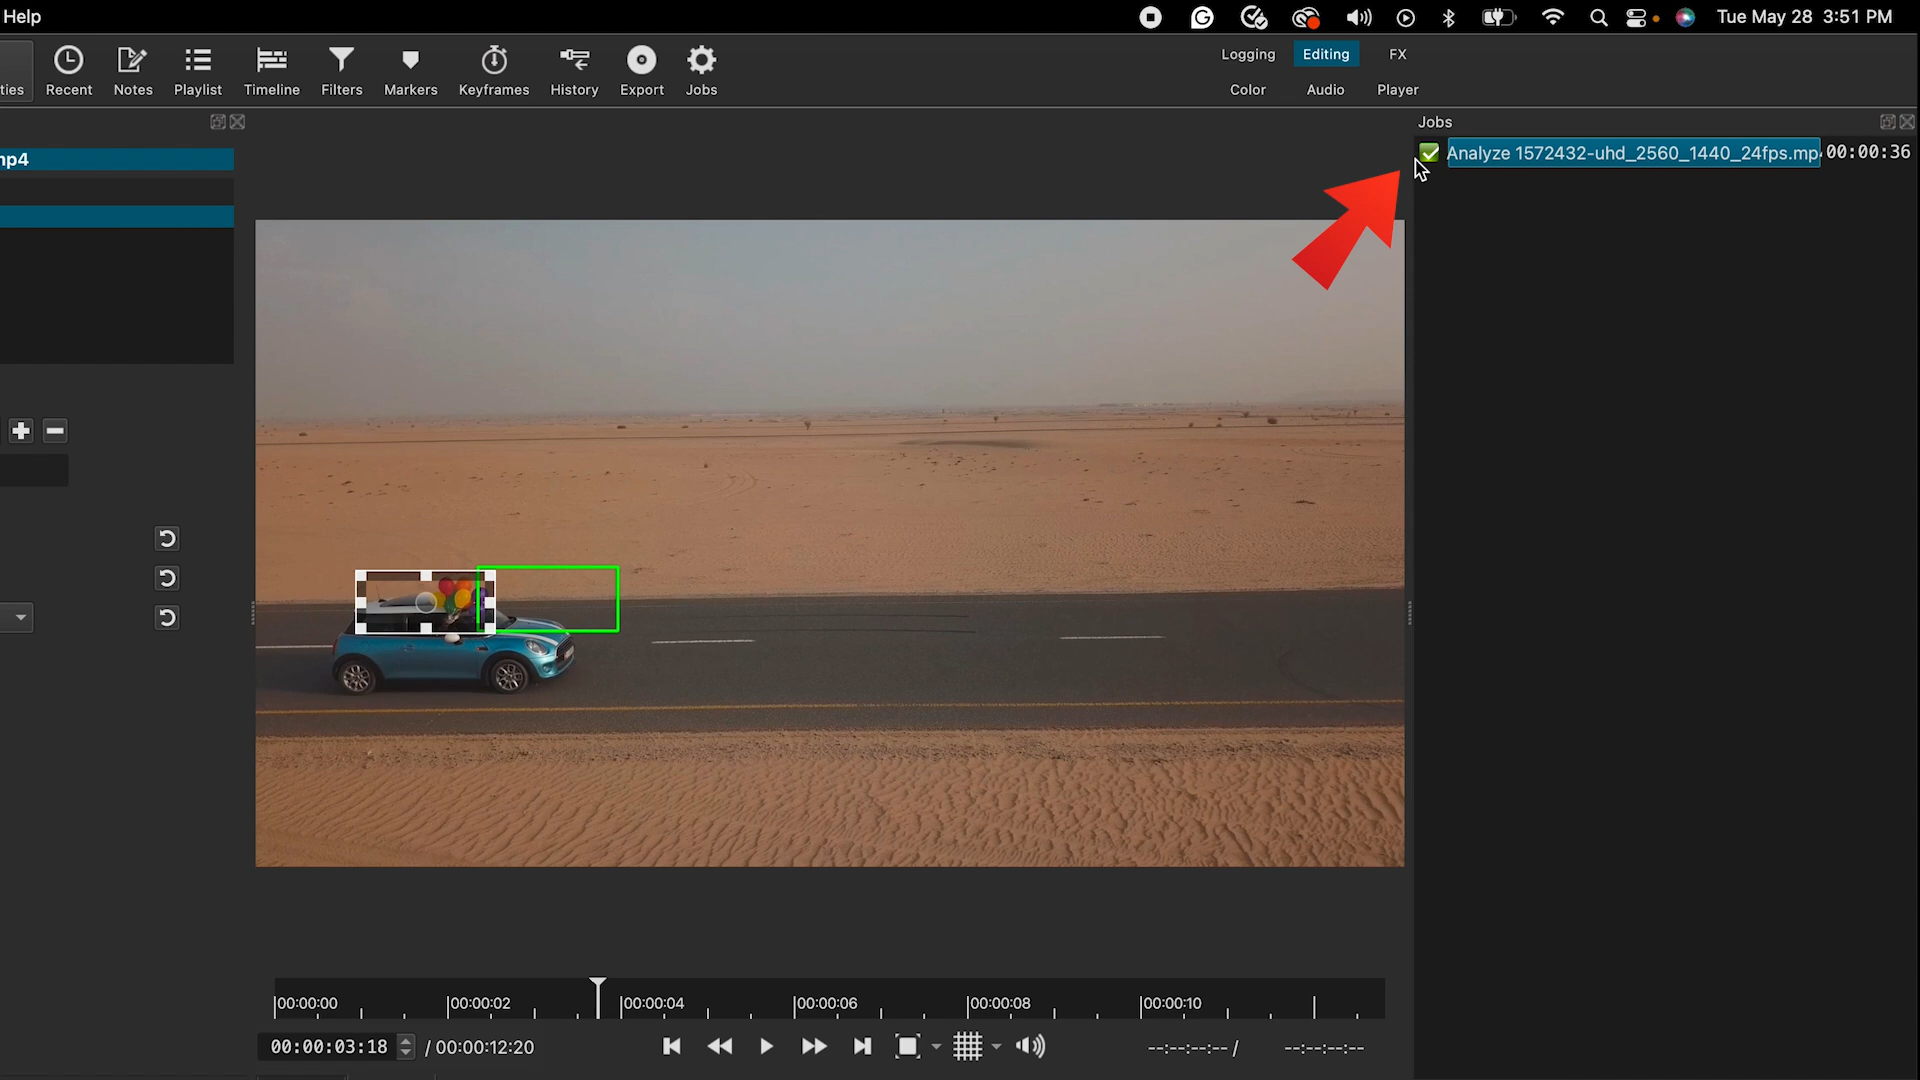 Help
Tue May 28 3:51 PM
ties
Recent
Notes
Playlist
Timeline
Filters
Markers
Keyframes
History
Export
Jobs
Logging
Editing
FX
Color
Audio
Player
Jobs
Analyze 1572432-uhd_2560_1440_24fps.mp
00:00:36
np4
00:00:00
00:00:02
00:00:04
00:00:06
00:00:08
00:00:10
00:00:03:18
/ 00:00:12:20
--:--:--:-- /
--:--:--:--